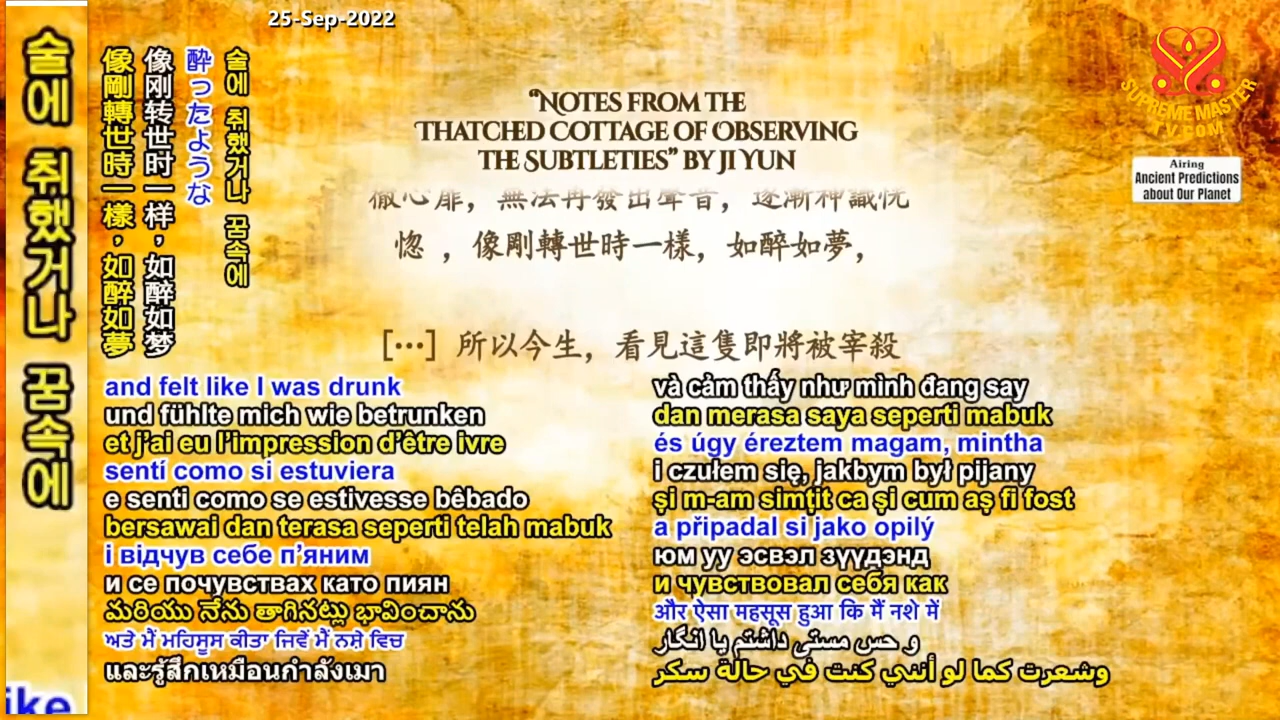 25-Sep-2022
술에 취했거나 꿈속에
像剛轉世時一樣，如醉如夢
像刚转世时一样，如醉如梦
酔ったような
술에 취했거나 꿈속에
“NOTES FROM THE
THATCHED COTTAGE OF OBSERVING
THE SUBTLETIES” BY JI YUN
徹心扉，無法再發出聲音，逐漸神識恍
惚 ，像剛轉世時一樣，如醉如夢，
[…] 所以今生，看見這隻即將被宰殺
SUPREME MASTER
TV.COM
Airing
Ancient Predictions
about Our Planet
and felt like I was drunk
und fühlte mich wie betrunken
et j’ai eu l’impression d’être ivre
sentí como si estuviera
e senti como se estivesse bêbado
bersawai dan terasa seperti telah mabuk
і відчув себе п’яним
и се почувствах като пиян
మరియు నేను తాగినట్లు భావించాను
ਅਤੇ ਮੈਂ ਮਹਿਸੂਸ ਕੀਤਾ ਜਿਵੇਂ ਮੈਂ ਨਸ਼ੇ ਵਿਚ
และรู้สึกเหมือนกำลังเมา
và cảm thấy như mình đang say
dan merasa saya seperti mabuk
és úgy éreztem magam, mintha
i czułem się, jakbym był pijany
și m-am simțit ca și cum aș fi fost
a připadal si jako opilý
юм уу эсвэл зүүдэнд
и чувствовал себя как
और ऐसा महसूस हुआ कि मैं नशे में
و حس مستی داشتم یا انگار
وشعرت كما لو أنني كنت في حالة سكر
ike